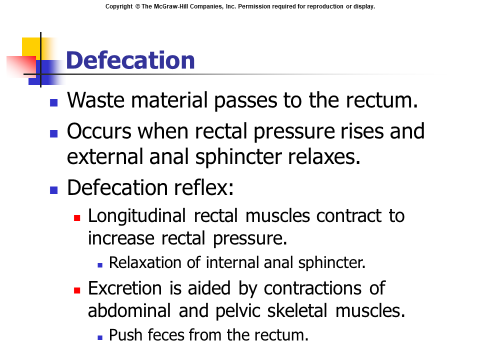 Copyright © The McGraw-Hill Companies, Inc. Permission required for reproduction or display.
Defecation
Waste material passes to the rectum.
Occurs when rectal pressure rises and
external anal sphincter relaxes.
Defecation reflex:
Longitudinal rectal muscles contract to
increase rectal pressure.
Relaxation of internal anal sphincter.
Excretion is aided by contractions of
abdominal and pelvic skeletal muscles.
Push feces from the rectum.